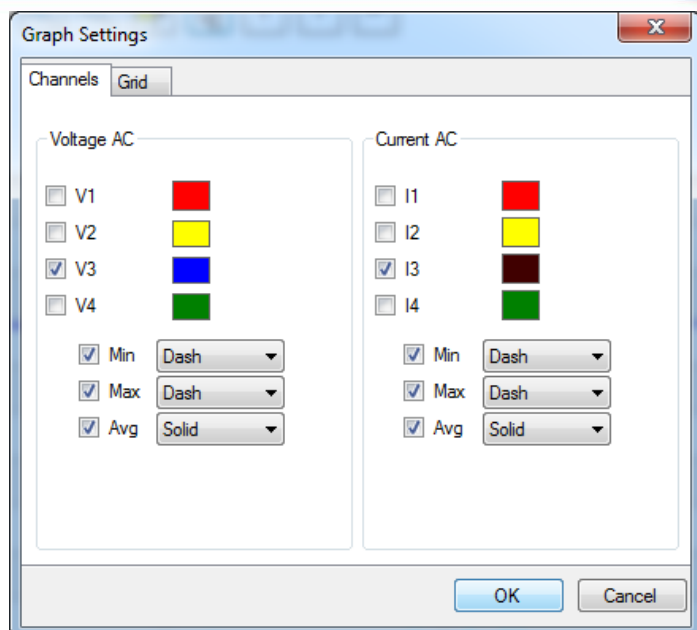 Graph Settings
Channels Grid
Voltage AC
V1
V2
V3
V4
Min Dash
Max Dash
Avg Solid
Current AC
I1
I2
I3
I4
Min Dash
Max Dash
Avg Solid
OK Cancel